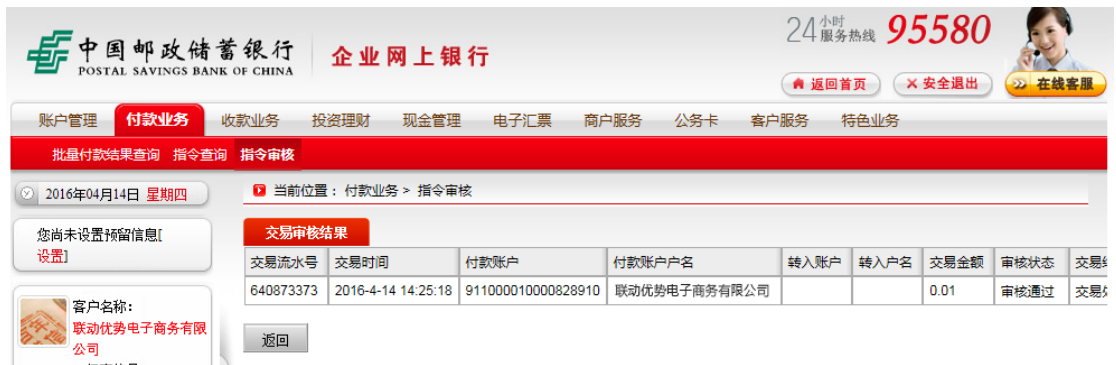 中国邮政储蓄银行
POSTAL SAVINGS BANK OF CHINA
企业网上银行
24小时服务热线 95580
返回首页 安全退出 在线客服
账户管理 付款业务 收款业务 投资理财 现金管理 电子汇票 商户服务 公务卡 客户服务 特色业务
批量付款结果查询 指令查询 指令审核
2016年04月14日 星期四
当前位置：付款业务 > 指令审核
您尚未设置预留信息[
设置]
交易审核结果
交易流水号 交易时间 付款账户 付款账户户名 转入账户 转入户名 交易金额 审核状态 交易
640873373 2016-4-14 14:25:18 911000010000828910 联动优势电子商务有限公司 0.01 审核通过 交易
客户名称：
联动优势电子商务有限
公司
返回